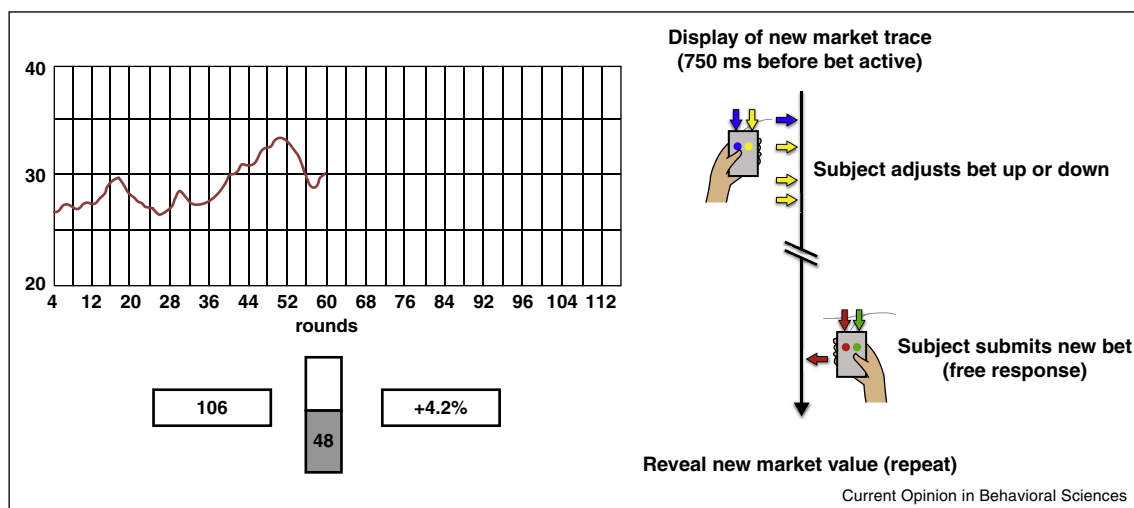 40
30
20
4 12 20 28 36 44 52 60 68 76 84 92 96 104 112
rounds
106
48
+4.2%
Display of new market trace
(750 ms before bet active)
Subject adjusts bet up or down
Subject submits new bet
(free response)
Reveal new market value (repeat)
Current Opinion in Behavioral Sciences